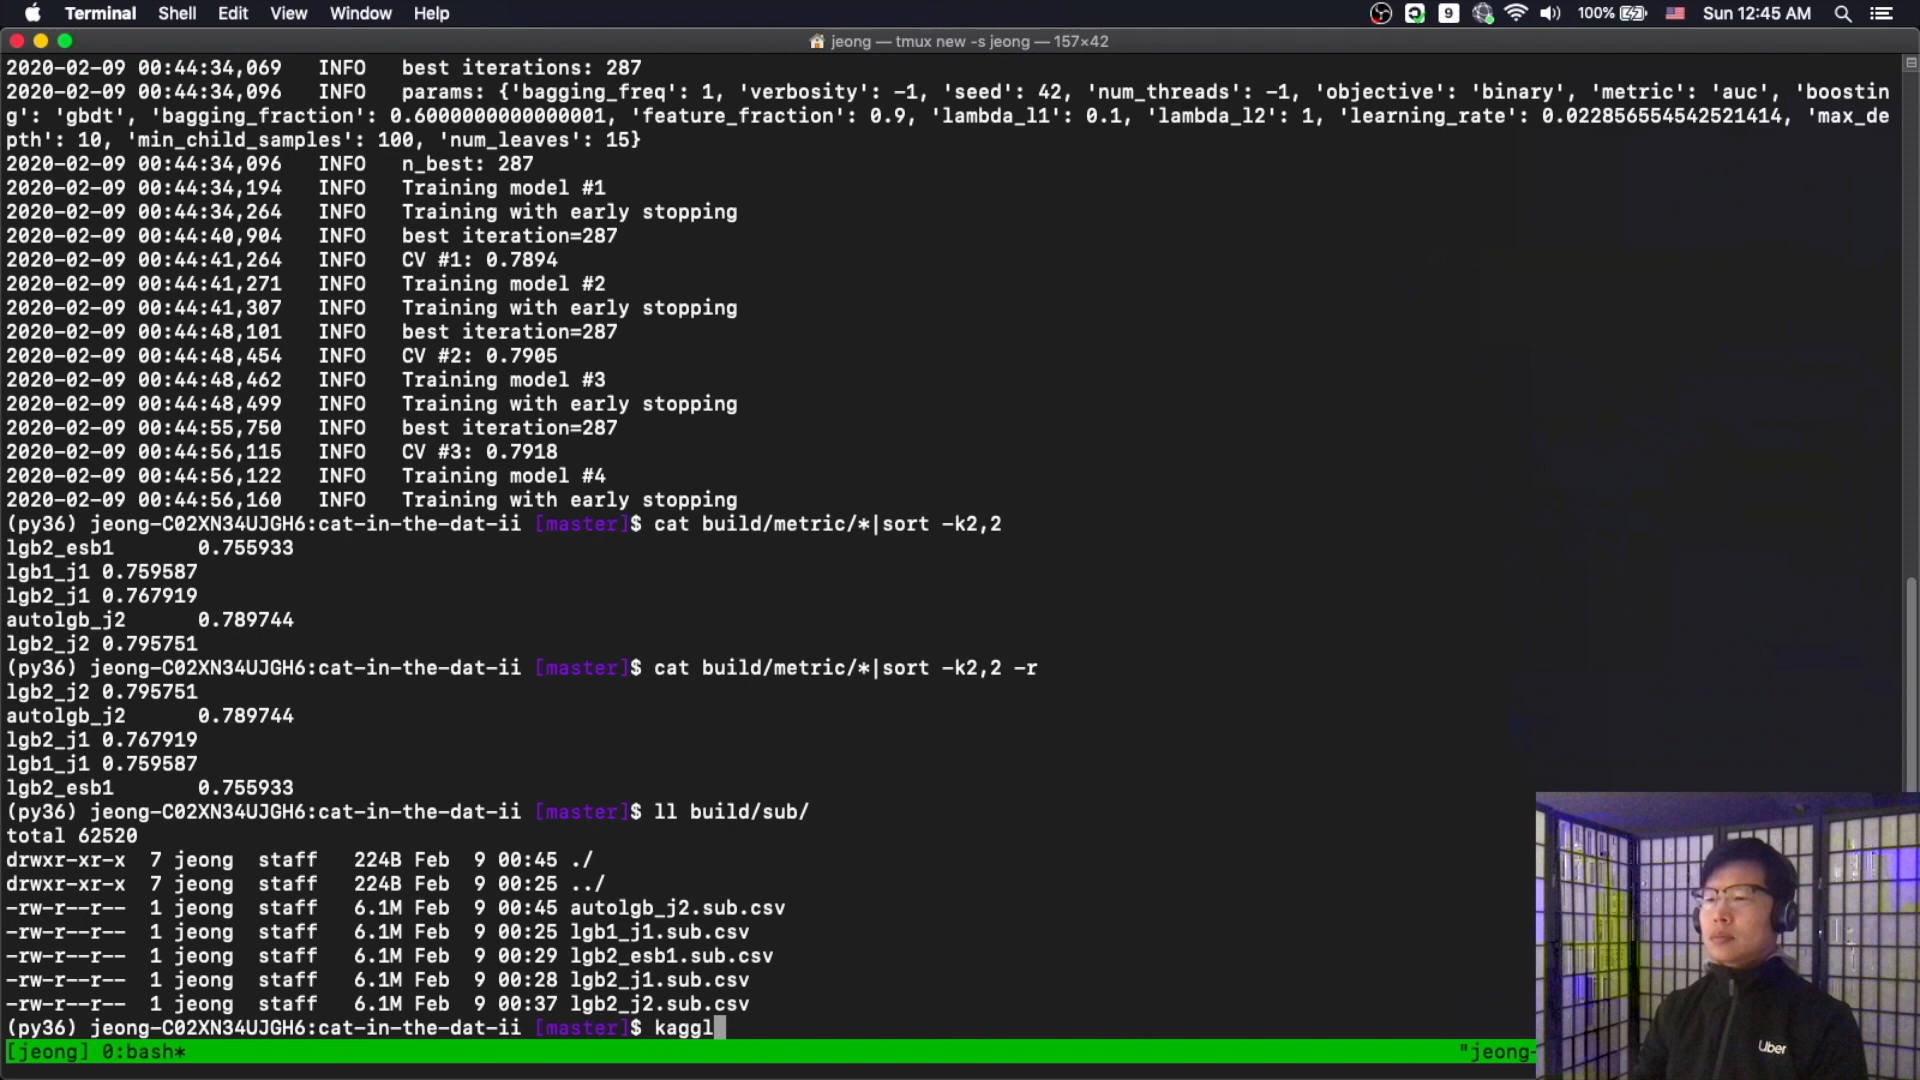 Terminal Shell Edit View Window Help 9 100% Sun 12:45 AM
jeong — tmux new -s jeong — 157×42
2020-02-09 00:44:34,069 INFO best iterations: 287
2020-02-09 00:44:34,096 INFO params: {'bagging_freq': 1, 'verbosity': -1, 'seed': 42, 'num_threads': -1, 'objective': 'binary', 'metric': 'auc', 'boostin
g': 'gbdt', 'bagging_fraction': 0.6000000000000001, 'feature_fraction': 0.9, 'lambda_l1': 0.1, 'lambda_l2': 1, 'learning_rate': 0.022856554542521414, 'max_de
pth': 10, 'min_child_samples': 100, 'num_leaves': 15}
2020-02-09 00:44:34,096 INFO n_best: 287
2020-02-09 00:44:34,194 INFO Training model #1
2020-02-09 00:44:34,264 INFO Training with early stopping
2020-02-09 00:44:40,904 INFO best iteration=287
2020-02-09 00:44:41,264 INFO CV #1: 0.7894
2020-02-09 00:44:41,271 INFO Training model #2
2020-02-09 00:44:41,307 INFO Training with early stopping
2020-02-09 00:44:48,101 INFO best iteration=287
2020-02-09 00:44:48,454 INFO CV #2: 0.7905
2020-02-09 00:44:48,462 INFO Training model #3
2020-02-09 00:44:48,499 INFO Training with early stopping
2020-02-09 00:44:55,750 INFO best iteration=287
2020-02-09 00:44:56,115 INFO CV #3: 0.7918
2020-02-09 00:44:56,122 INFO Training model #4
2020-02-09 00:44:56,160 INFO Training with early stopping
(py36) jeong-C02XN34UJGH6:cat-in-the-dat-ii [master]$ cat build/metric/*|sort -k2,2
lgb2_esb1 0.755933
lgb1_j1 0.759587
lgb2_j1 0.767919
autolgb_j2 0.789744
lgb2_j2 0.795751
(py36) jeong-C02XN34UJGH6:cat-in-the-dat-ii [master]$ cat build/metric/*|sort -k2,2 -r
lgb2_j2 0.795751
autolgb_j2 0.789744
lgb2_j1 0.767919
lgb1_j1 0.759587
lgb2_esb1 0.755933
(py36) jeong-C02XN34UJGH6:cat-in-the-dat-ii [master]$ ll build/sub/
total 62520
drwxr-xr-x 7 jeong staff 224B Feb 9 00:45 ./
drwxr-xr-x 7 jeong staff 224B Feb 9 00:25 ../
-rw-r--r-- 1 jeong staff 6.1M Feb 9 00:45 autolgb_j2.sub.csv
-rw-r--r-- 1 jeong staff 6.1M Feb 9 00:25 lgb1_j1.sub.csv
-rw-r--r-- 1 jeong staff 6.1M Feb 9 00:29 lgb2_esb1.sub.csv
-rw-r--r-- 1 jeong staff 6.1M Feb 9 00:28 lgb2_j1.sub.csv
-rw-r--r-- 1 jeong staff 6.1M Feb 9 00:37 lgb2_j2.sub.csv
(py36) jeong-C02XN34UJGH6:cat-in-the-dat-ii [master]$ kaggl
[jeong] 0:bash* "jeong-
Uber